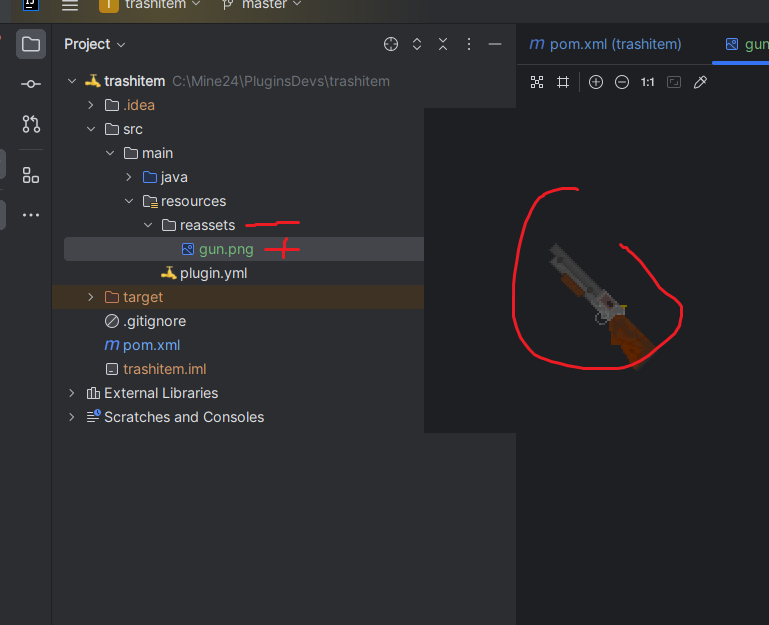 IJ T trashitem master
Project
pom.xml (trashitem) gun
trashitem C:\Mine24\PluginsDevs\trashitem
1:1
.idea
src
main
java
resources
reassets
gun.png
plugin.yml
target
.gitignore
m pom.xml
trashitem.iml
External Libraries
Scratches and Consoles